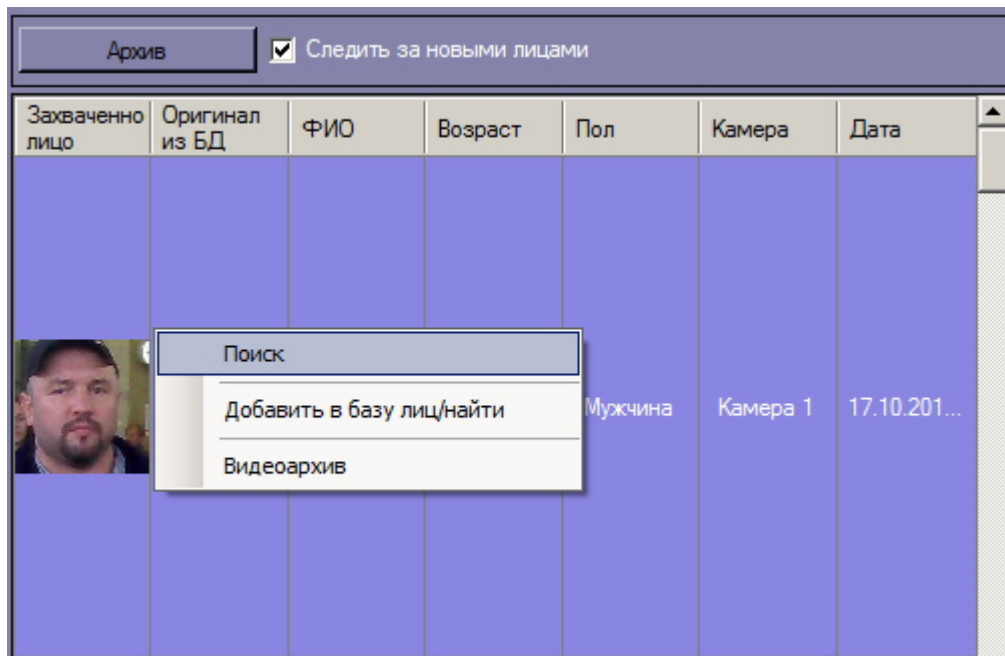 Архив
Следить за новыми лицами
Захваченно
лицо
Оригинал
из БД
ФИО
Возраст
Пол
Камера
Дата
Поиск
Добавить в базу лиц/найти
Видеоархив
Мужчина
Камера 1
17.10.201...